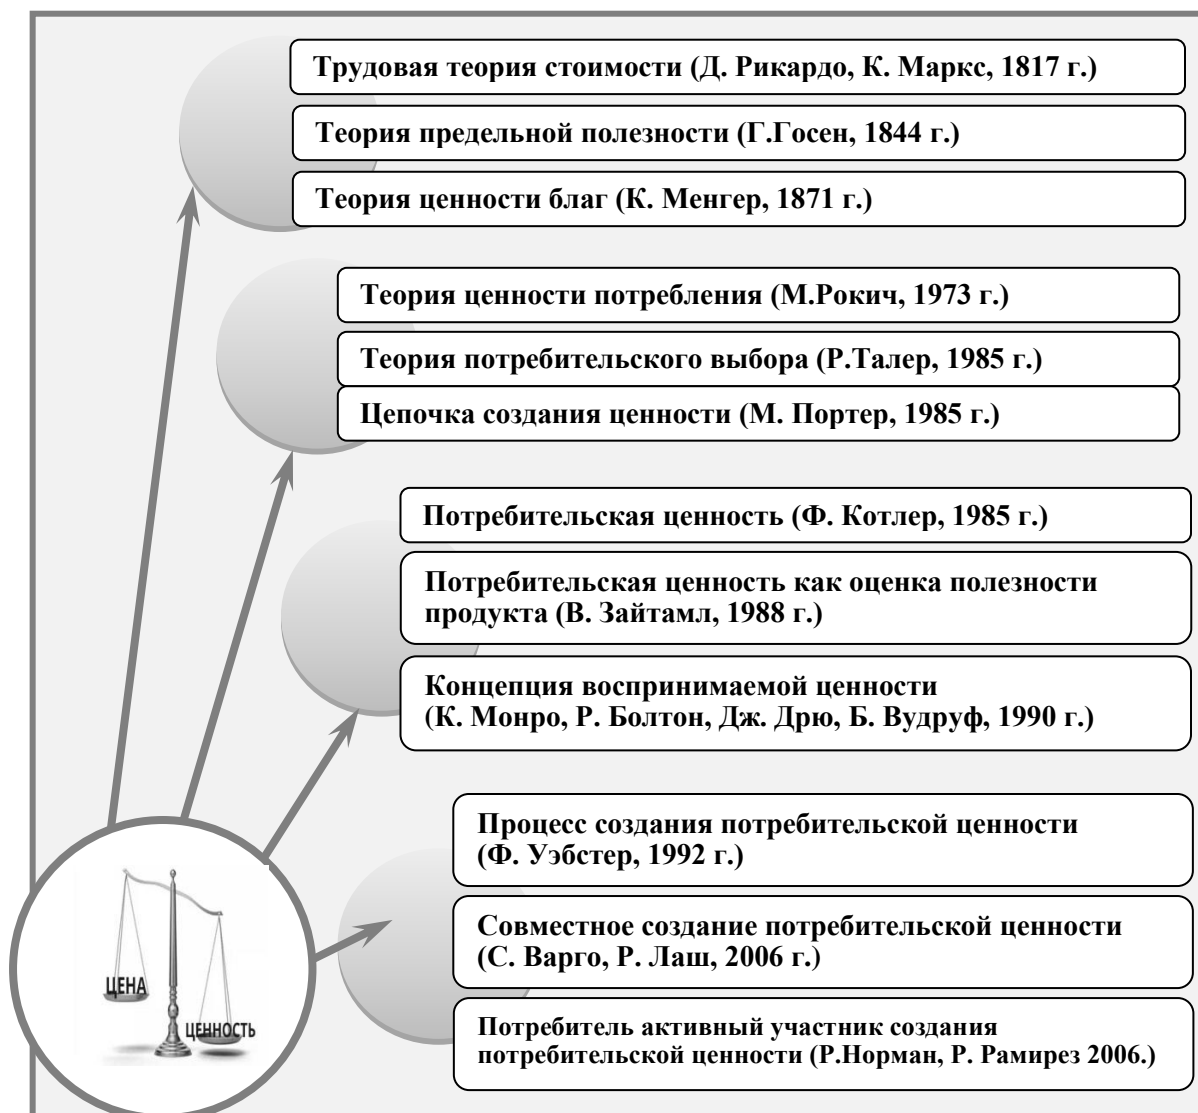 Трудовая теория стоимости (Д. Рикардо, К. Маркс, 1817 г.)
Теория предельной полезности (Г.Госен, 1844 г.)
Теория ценности благ (К. Менгер, 1871 г.)
Теория ценности потребления (М.Рокич, 1973 г.)
Теория потребительского выбора (Р.Талер, 1985 г.)
Цепочка создания ценности (М. Портер, 1985 г.)
Потребительская ценность (Ф. Котлер, 1985 г.)
Потребительская ценность как оценка полезности
продукта (В. Зайтамл, 1988 г.)
Концепция воспринимаемой ценности
(К. Монро, Р. Болтон, Дж. Дрю, Б. Вудруф, 1990 г.)
Процесс создания потребительской ценности
(Ф. Уэбстер, 1992 г.)
Совместное создание потребительской ценности
(С. Варго, Р. Лаш, 2006 г.)
Потребитель активный участник создания
потребительской ценности (Р.Норман, Р. Рамирез 2006.)
ЦЕНА
ЦЕННОСТЬ